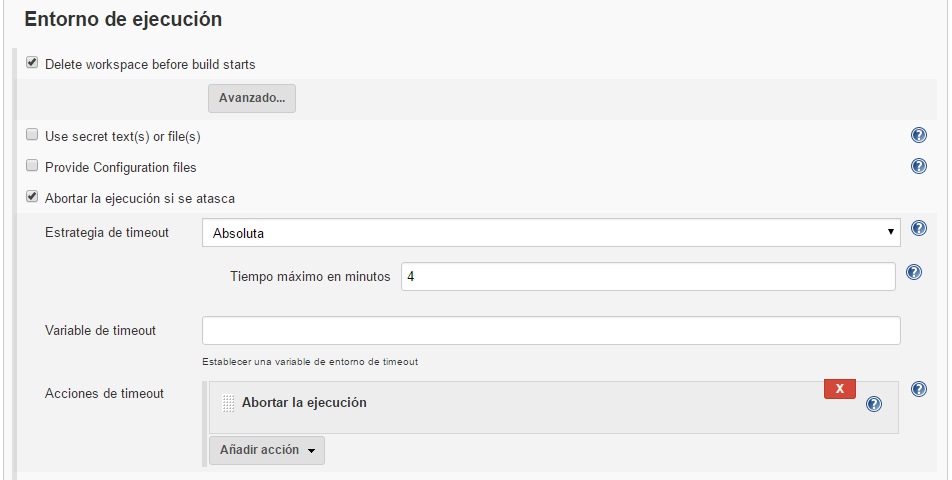 Entorno de ejecución
Delete workspace before build starts
Avanzado...
Use secret text(s) or file(s)
?
Provide Configuration files
?
Abortar la ejecución si se atasca
Estrategia de timeout Absoluta ?
Tiempo máximo en minutos 4 ?
Variable de timeout
Establecer una variable de entorno de timeout
Acciones de timeout Abortar la ejecución X ? ?
Añadir acción